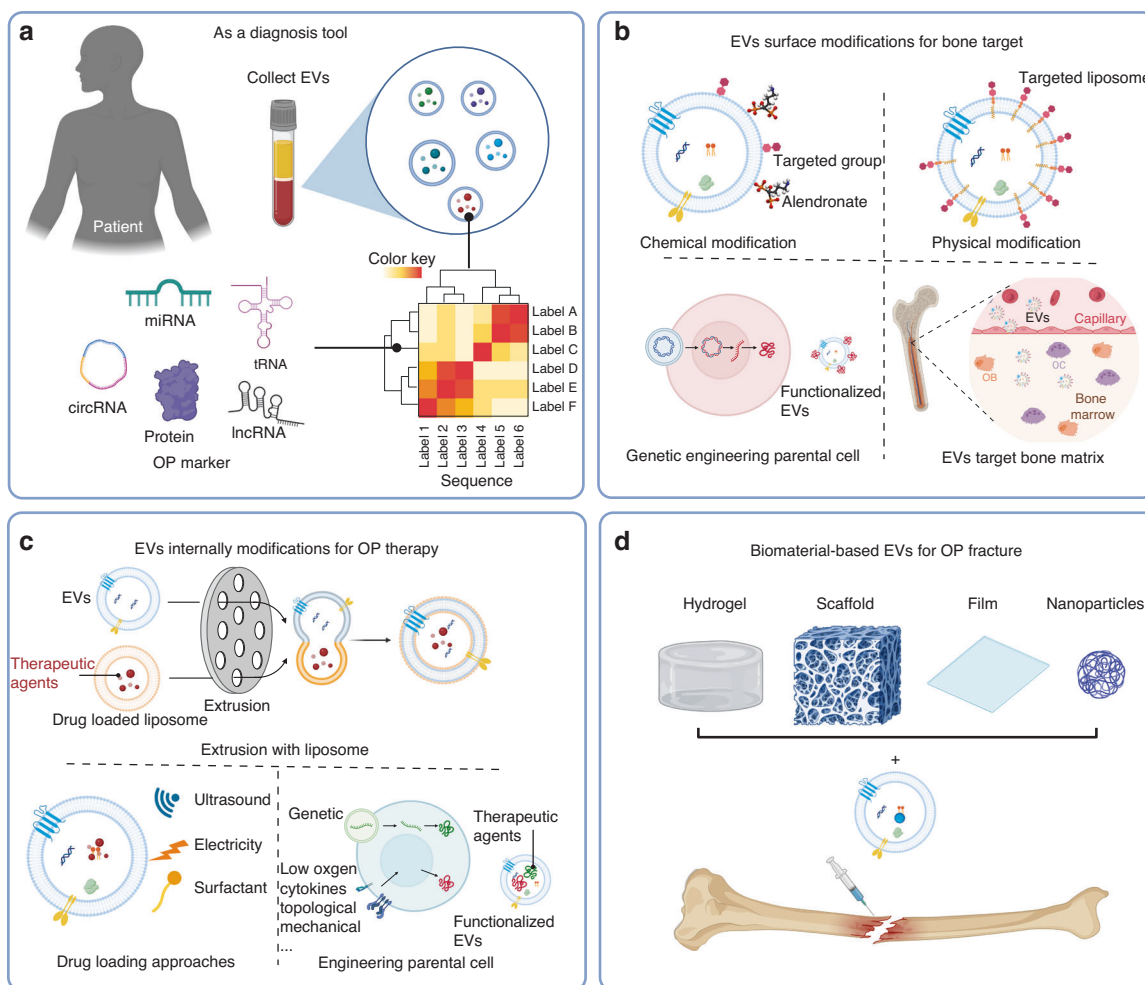 a
As a diagnosis tool
Collect EVs
Patient
miRNA
tRNA
circRNA
Protein
lncRNA
OP marker
Color key
Label A
Label B
Label C
Label D
Label E
Label F
Label 1
Label 2
Label 3
Label 4
Label 5
Label 6
Sequence
b
EVs surface modifications for bone target
Targeted group
Alendronate
Chemical modification
Targeted liposome
Physical modification
Functionalized
EVs
Genetic engineering parental cell
EVs
Capillary
OB
OC
Bone
marrow
EVs target bone matrix
c
EVs internally modifications for OP therapy
EVs
Therapeutic
agents
Drug loaded liposome
Extrusion
Extrusion with liposome
Ultrasound
Electricity
Surfactant
Drug loading approaches
Genetic
Low oxgen
cytokines
topological
mechanical
...
Therapeutic
agents
Functionalized
EVs
Engineering parental cell
d
Biomaterial-based EVs for OP fracture
Hydrogel
Scaffold
Film
Nanoparticles
+